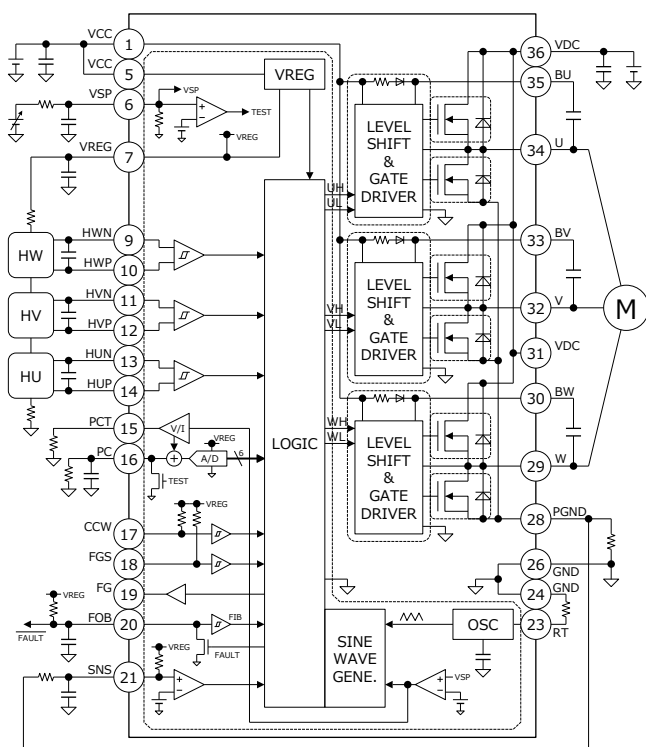 VCC 1
VCC 5
VSP 6
VREG 7
HWN 9
HWP 10
HVN 11
HVP 12
HUN 13
HUP 14
PCT 15
PC 16
CCW 17
FGS 18
FG 19
FOB 20
SNS 21
HW
HV
HU
VREG
FAULT
VREG
VSP
+
−
TEST
VREG
V/I
VREG
+
A/D
6
TEST
VREG
FIB
FAULT
VREG
+
−
LOGIC
UH
UL
VH
VL
WH
WL
LEVEL
SHIFT
&
GATE
DRIVER
LEVEL
SHIFT
&
GATE
DRIVER
LEVEL
SHIFT
&
GATE
DRIVER
SINE
WAVE
GENE.
OSC
VSP
+
−
36 VDC
35 BU
34 U
33 BV
32 V
31 VDC
30 BW
29 W
28 PGND
26 GND
24 GND
23 RT
M